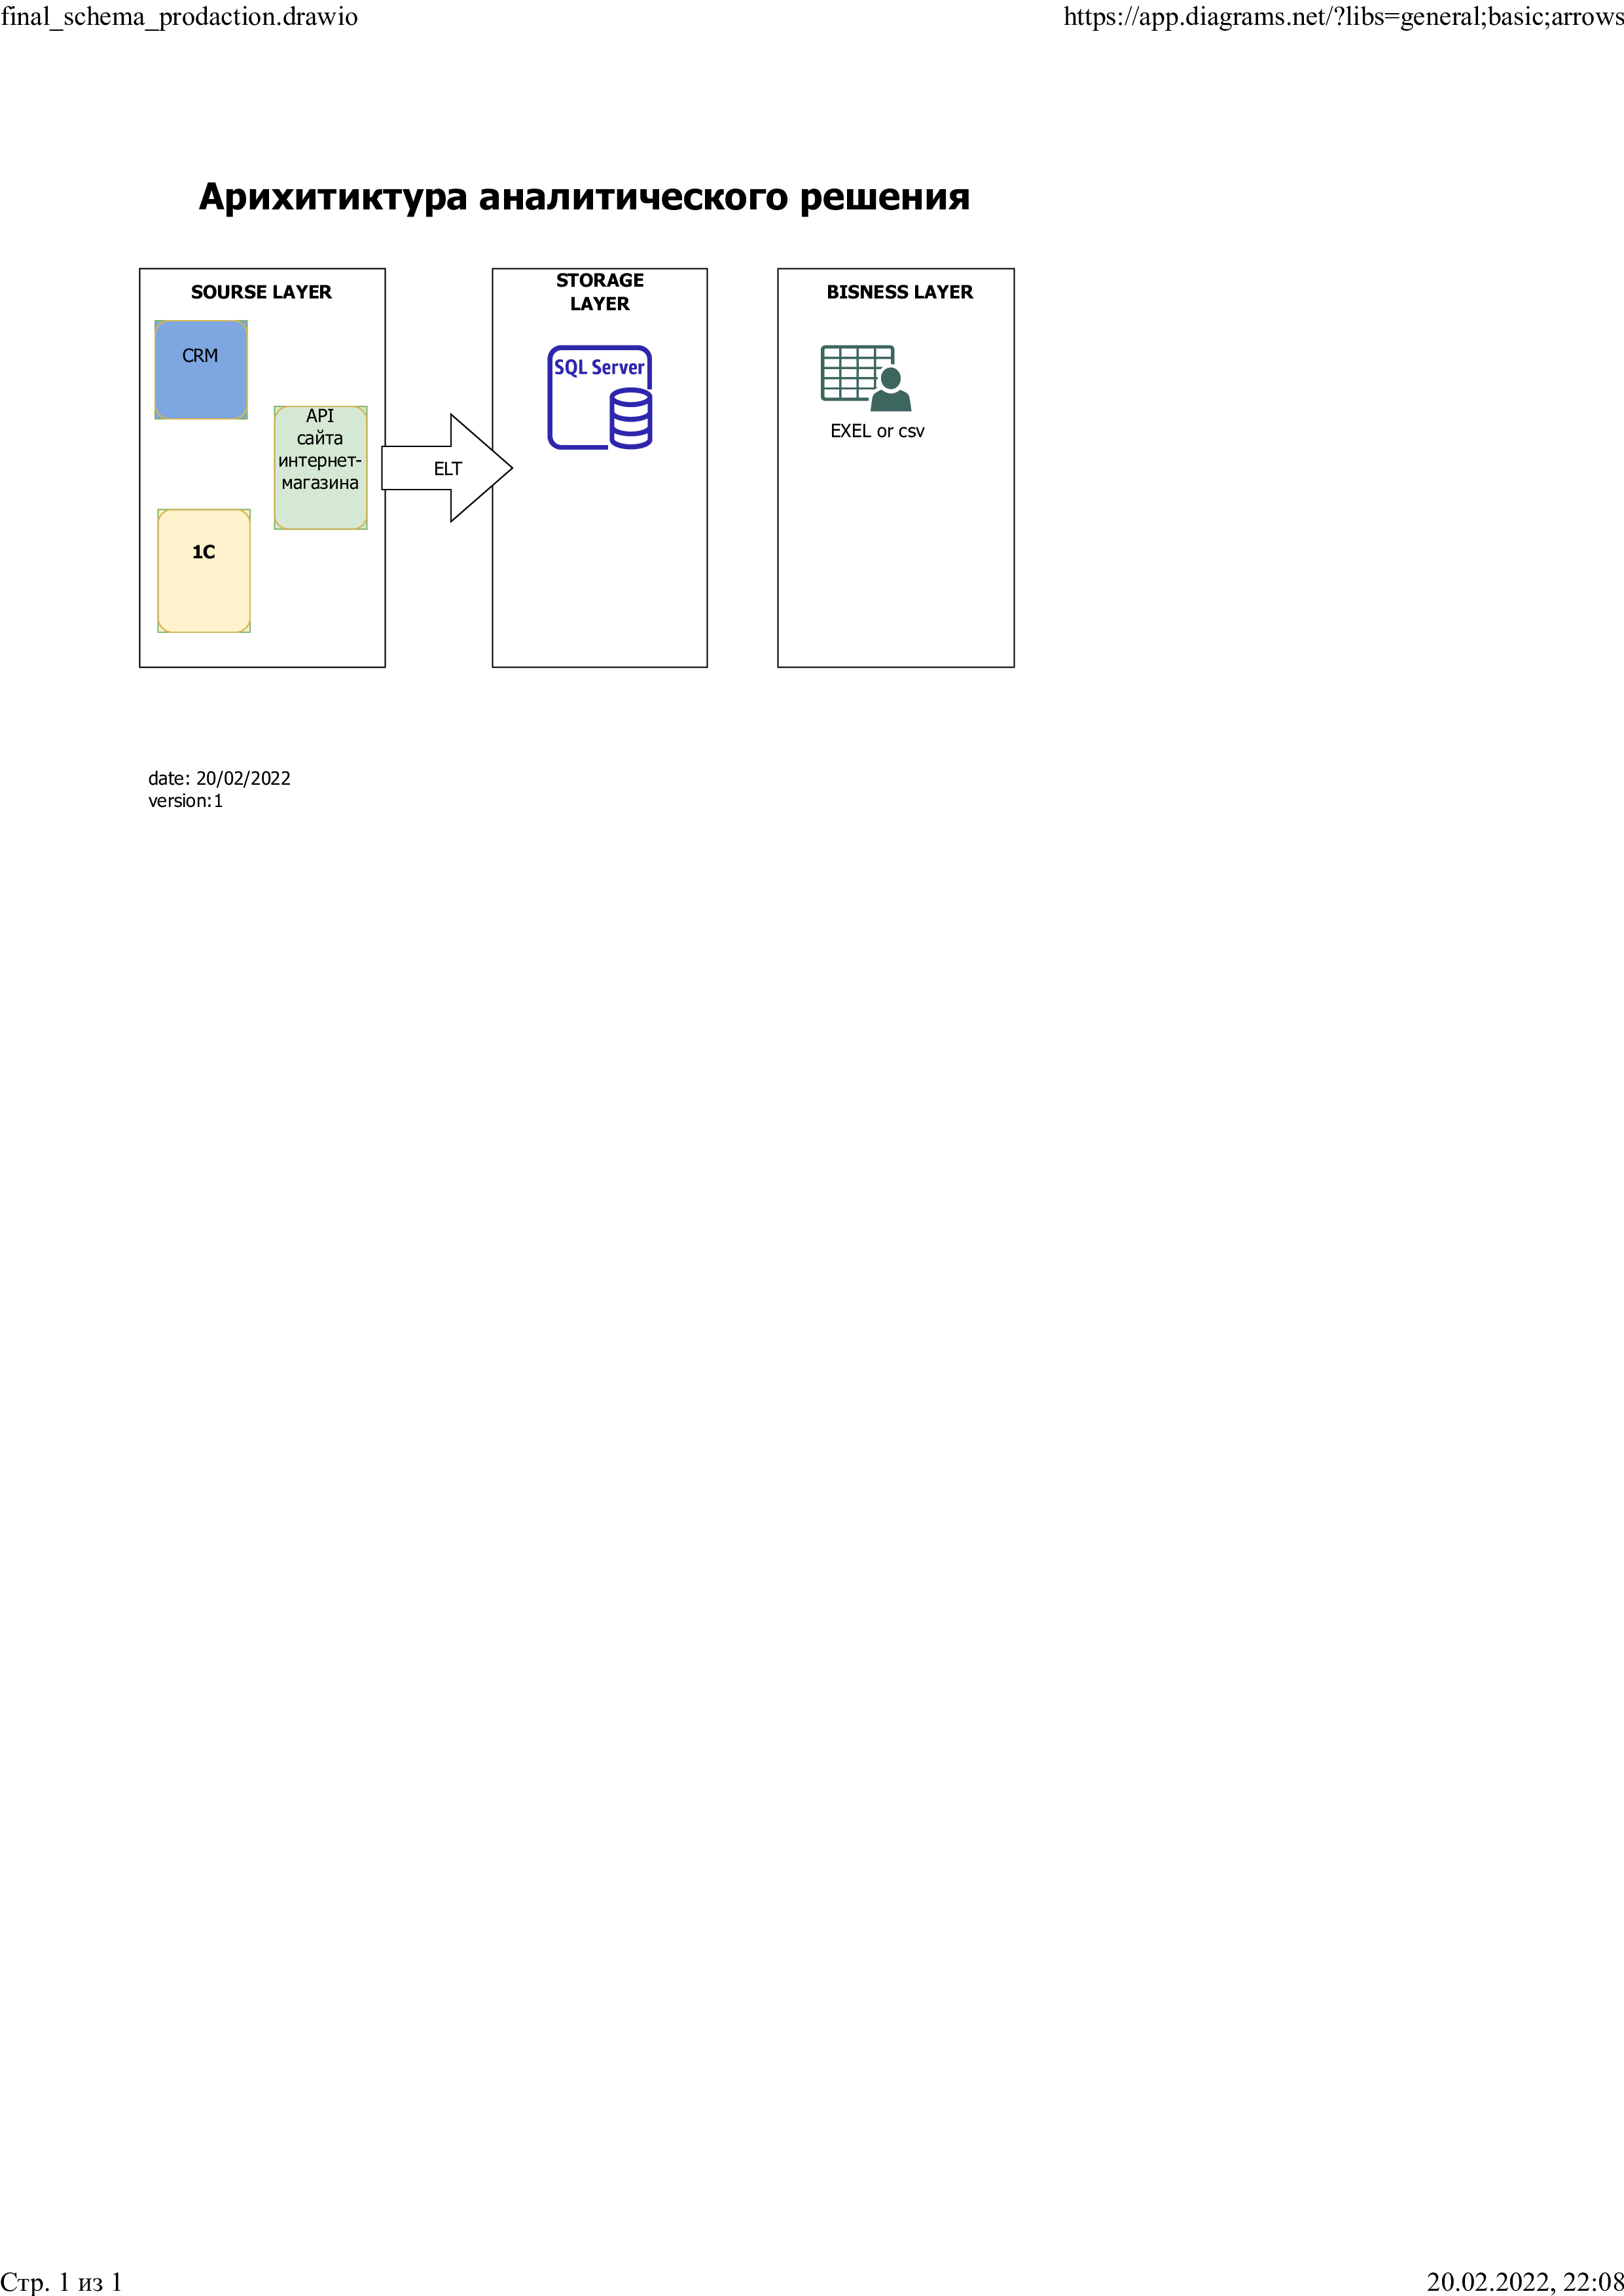 final_schema_prodaction.drawio
https://app.diagrams.net/?libs=general;basic;arrows
Арихитиктура аналитического решения
SOURSE LAYER
CRM
API
сайта
интернет-
магазина
1C
ELT
STORAGE
LAYER
SQL Server
BISNESS LAYER
EXEL or csv
date: 20/02/2022
version:1
Стр. 1 из 1
20.02.2022, 22:08